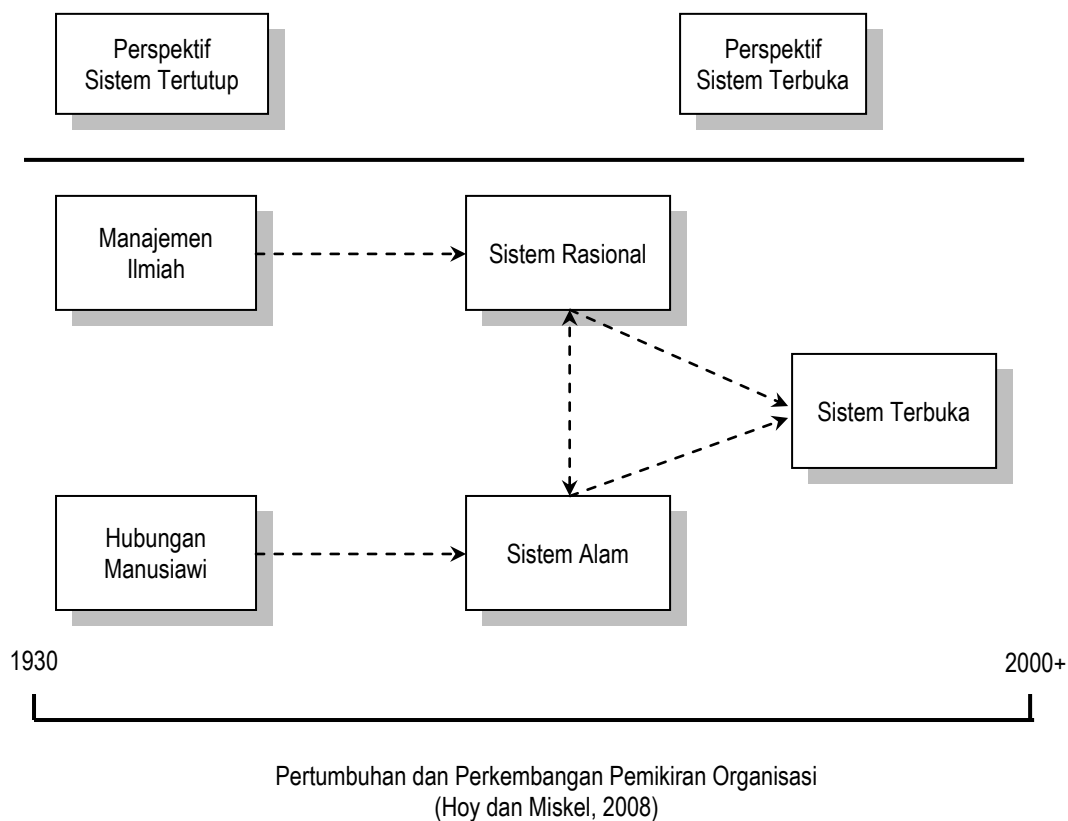 Perspektif
Sistem Tertutup
Perspektif
Sistem Terbuka
Manajemen
Ilmiah
Sistem Rasional
Sistem Terbuka
Hubungan
Manusiawi
Sistem Alam
1930
2000+
Pertumbuhan dan Perkembangan Pemikiran Organisasi
(Hoy dan Miskel, 2008)